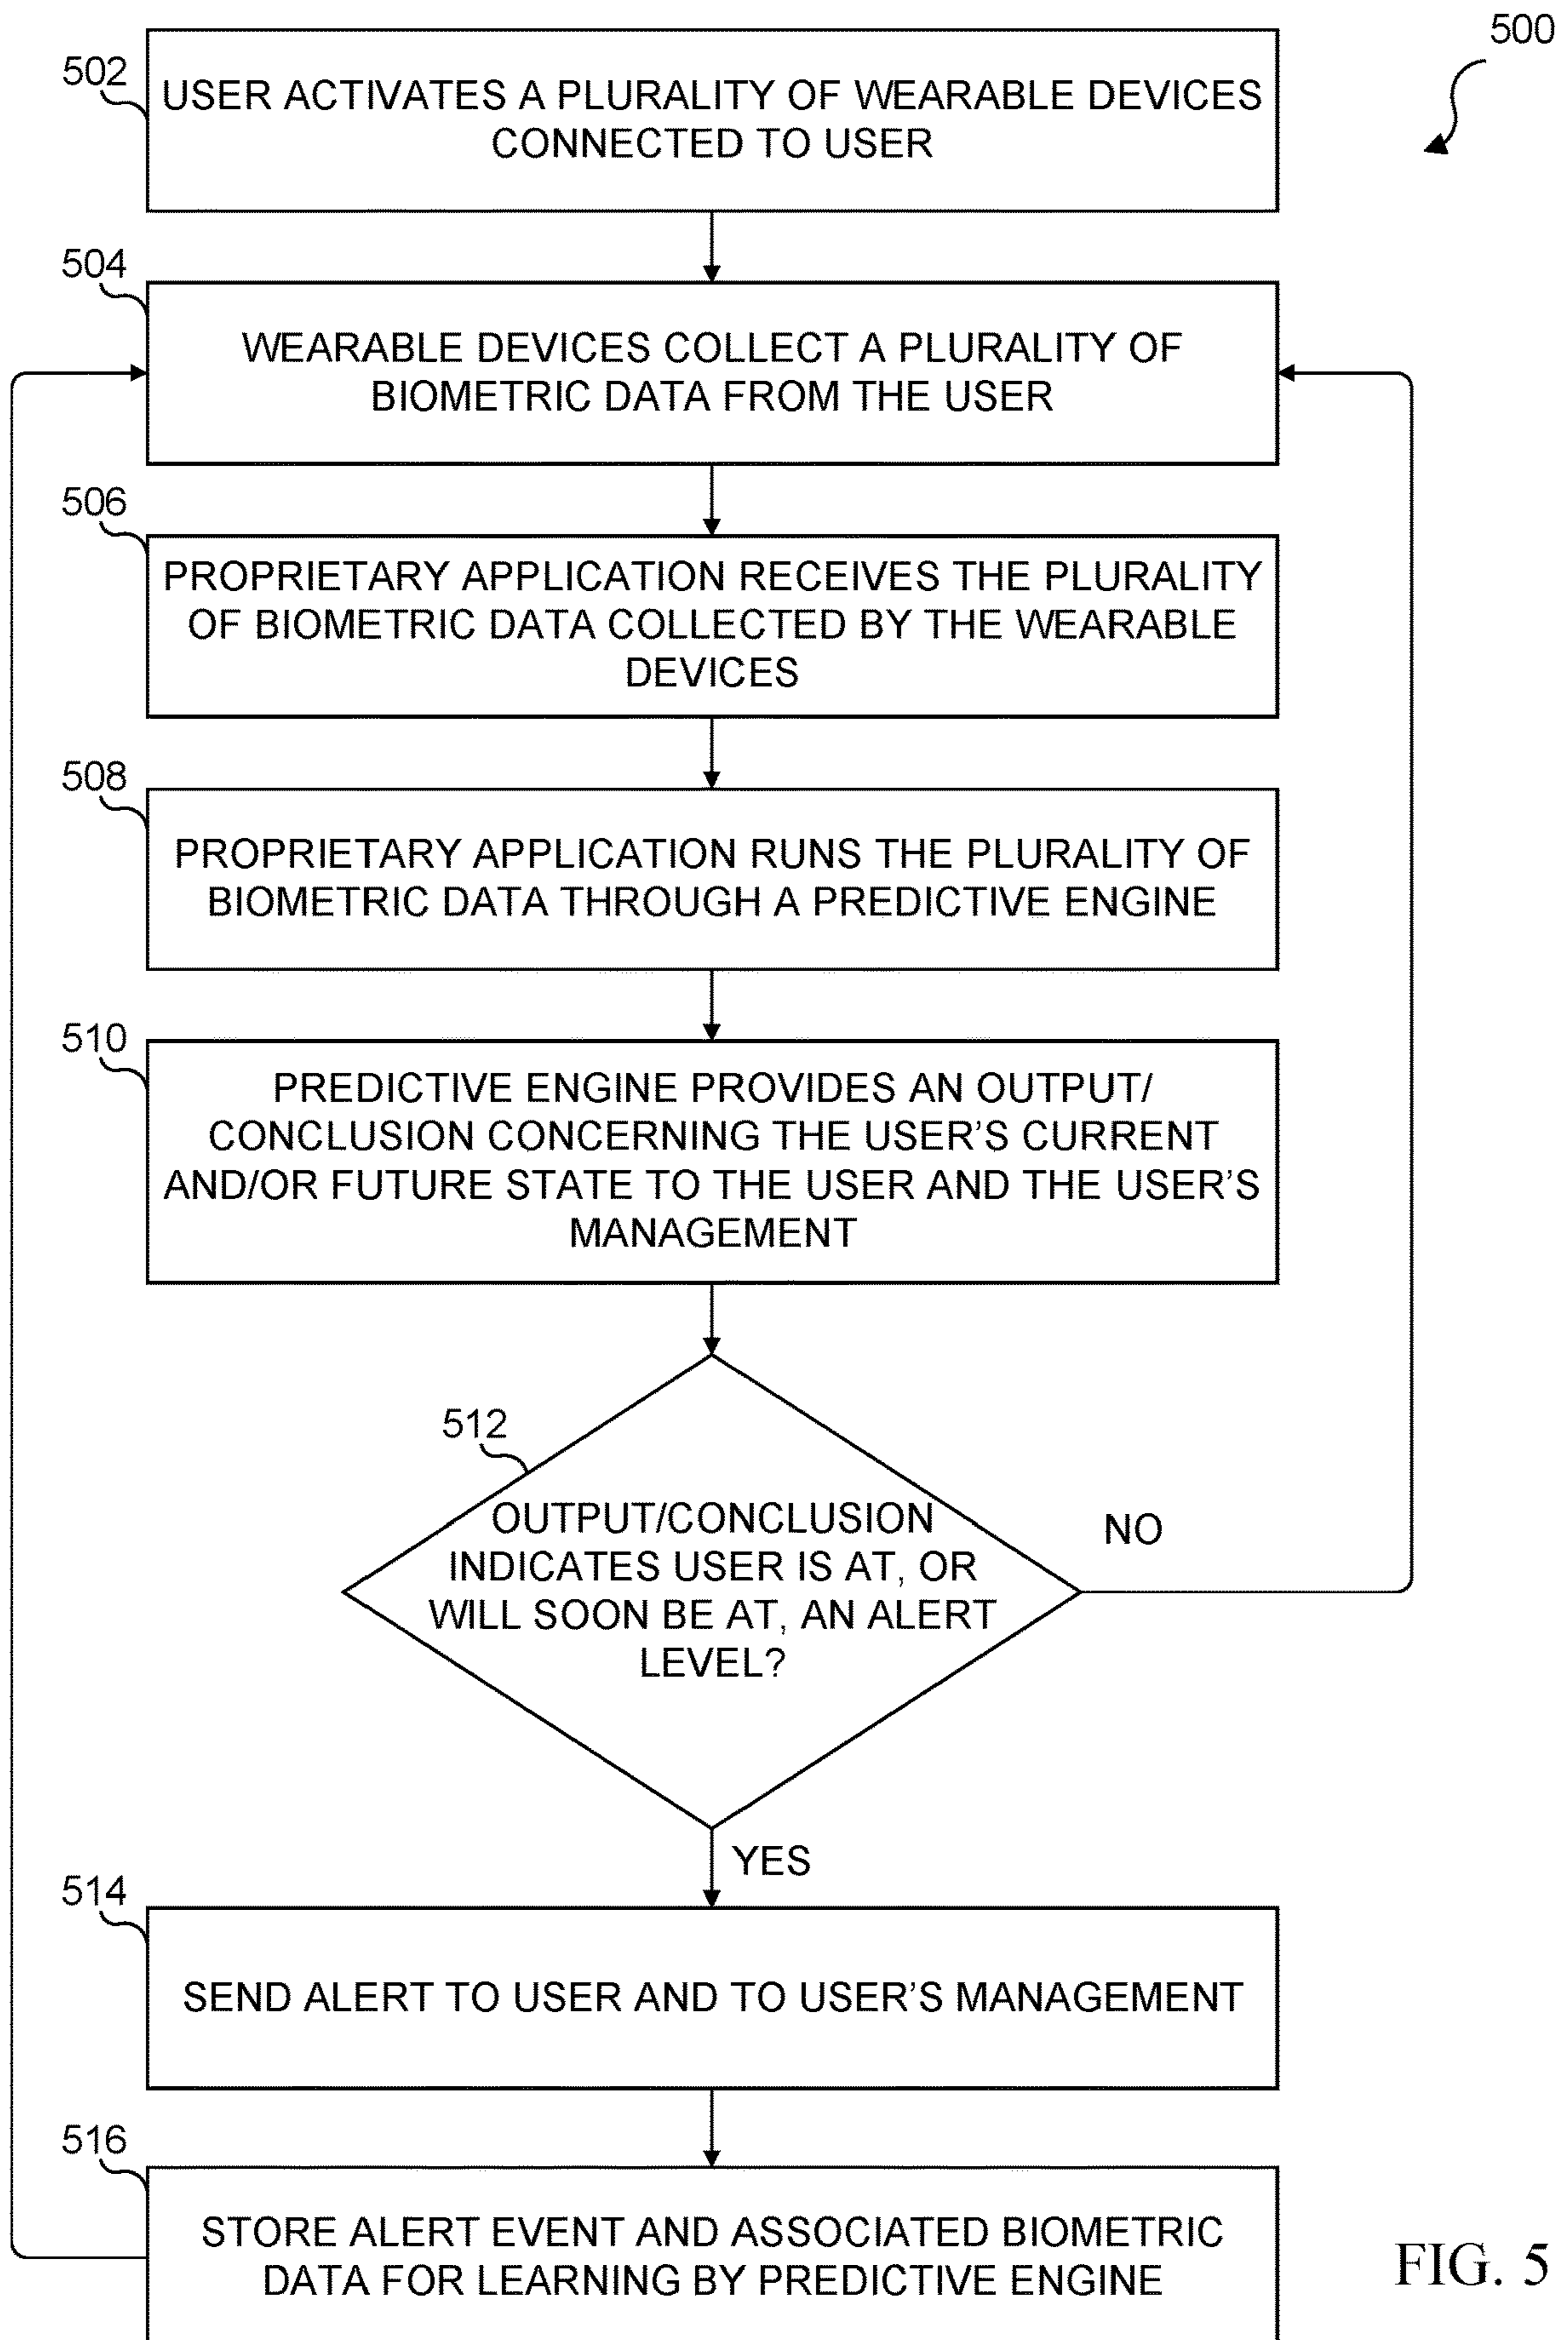 500
502
USER ACTIVATES A PLURALITY OF WEARABLE DEVICES
CONNECTED TO USER
504
WEARABLE DEVICES COLLECT A PLURALITY OF
BIOMETRIC DATA FROM THE USER
506
PROPRIETARY APPLICATION RECEIVES THE PLURALITY
OF BIOMETRIC DATA COLLECTED BY THE WEARABLE
DEVICES
508
PROPRIETARY APPLICATION RUNS THE PLURALITY OF
BIOMETRIC DATA THROUGH A PREDICTIVE ENGINE
510
PREDICTIVE ENGINE PROVIDES AN OUTPUT/
CONCLUSION CONCERNING THE USER'S CURRENT
AND/OR FUTURE STATE TO THE USER AND THE USER'S
MANAGEMENT
512
OUTPUT/CONCLUSION
INDICATES USER IS AT, OR
WILL SOON BE AT, AN ALERT
LEVEL?
NO
YES
514
SEND ALERT TO USER AND TO USER'S MANAGEMENT
516
STORE ALERT EVENT AND ASSOCIATED BIOMETRIC
DATA FOR LEARNING BY PREDICTIVE ENGINE
FIG. 5